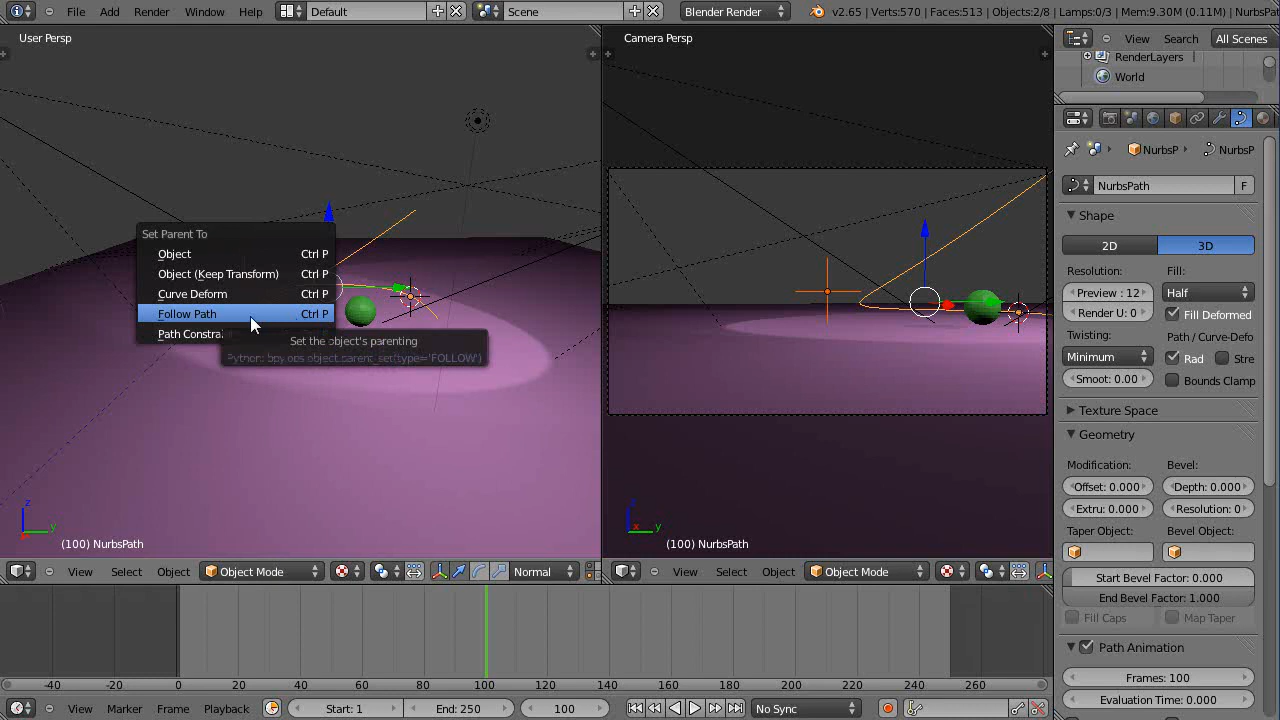 File Add Render Window Help Default Scene Blender Render v2.65 | Verts:570 | Faces:513 | Objects:2/8 | Lamps:0/3 | Mem:9.30M (0.11M) | NurbsPa
User Persp
Camera Persp
View Search All Scenes
RenderLayers
World
NurbsP NurbsP
NurbsPath F
Shape
2D 3D
Resolution: Fill:
Preview : 12 Half
Render U: 0 Fill Deformed
Twisting: Path / Curve-Defo
Minimum Rad Stre
Smoot: 0.00 Bounds Clamp
Texture Space
Geometry
Modification: Bevel:
Offset: 0.000 Depth: 0.000
Extru: 0.000 Resolution: 0
Taper Object: Bevel Object:
Start Bevel Factor: 0.000
End Bevel Factor: 1.000
Fill Caps Map Taper
Path Animation
Frames: 100
Evaluation Time: 0.000
Set Parent To
Object Ctrl P
Object (Keep Transform) Ctrl P
Curve Deform Ctrl P
Follow Path Ctrl P
Path Constra
Set the object's parenting
Python: bpy.ops.object.parent_set(type='FOLLOW')
z
y
(100) NurbsPath
z
x y
(100) NurbsPath
View Select Object Object Mode Normal
View Select Object Object Mode
-40 -20 0 20 40 60 80 100 120 140 160 180 200 220 240 260
View Marker Frame Playback Start: 1 End: 250 100 No Sync